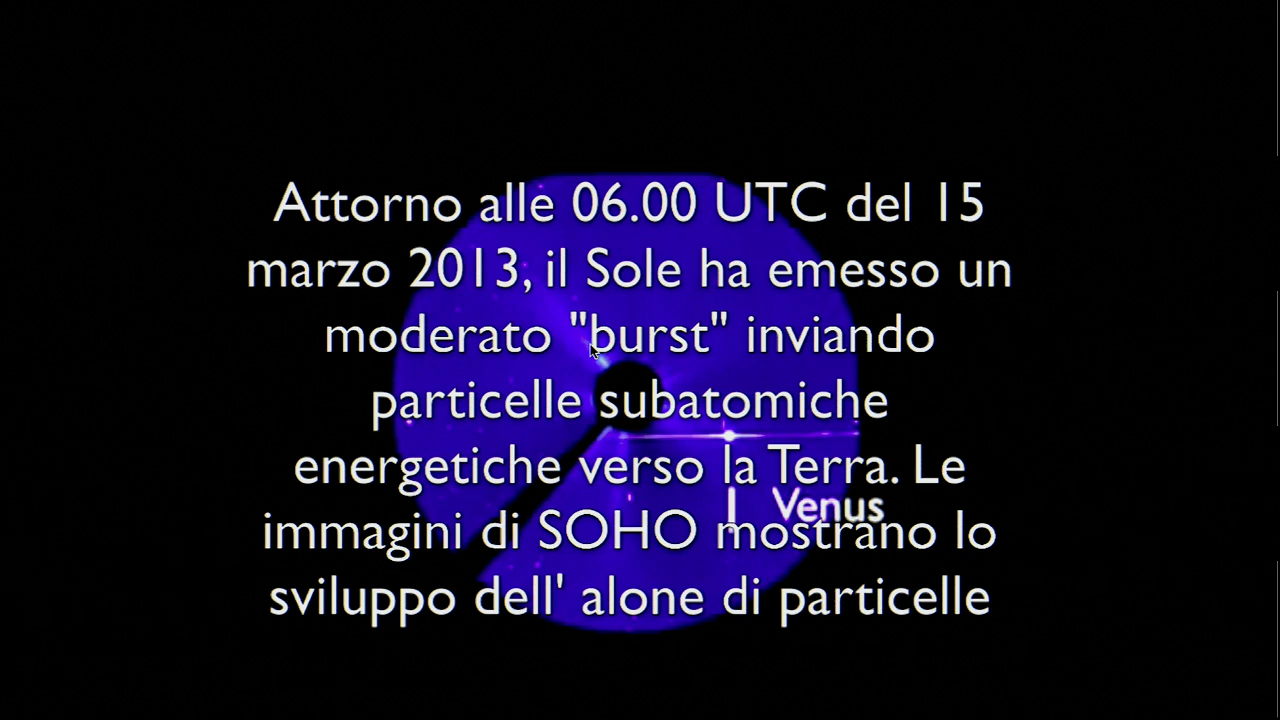 Attorno alle 06.00 UTC del 15
marzo 2013, il Sole ha emesso un
moderato "burst" inviando
particelle subatomiche
energetiche verso la Terra. Le
Venus
immagini di SOHO mostrano lo
sviluppo dell' alone di particelle